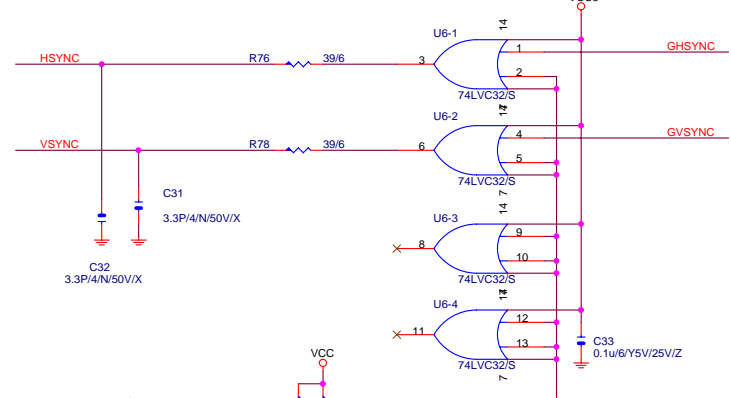 14
U6-1
GHSYNC
HSYNC
R76
39/6
3
1
2
74LVC32/S
7
14
U6-2
GVSYNC
VSYNC
R78
39/6
6
4
5
74LVC32/S
7
C31
3.3P/4/N/50V/X
C32
3.3P/4/N/50V/X
14
U6-3
8
9
10
74LVC32/S
7
14
U6-4
11
12
13
74LVC32/S
7
C33
0.1u/6/Y5V/25V/Z
VCC